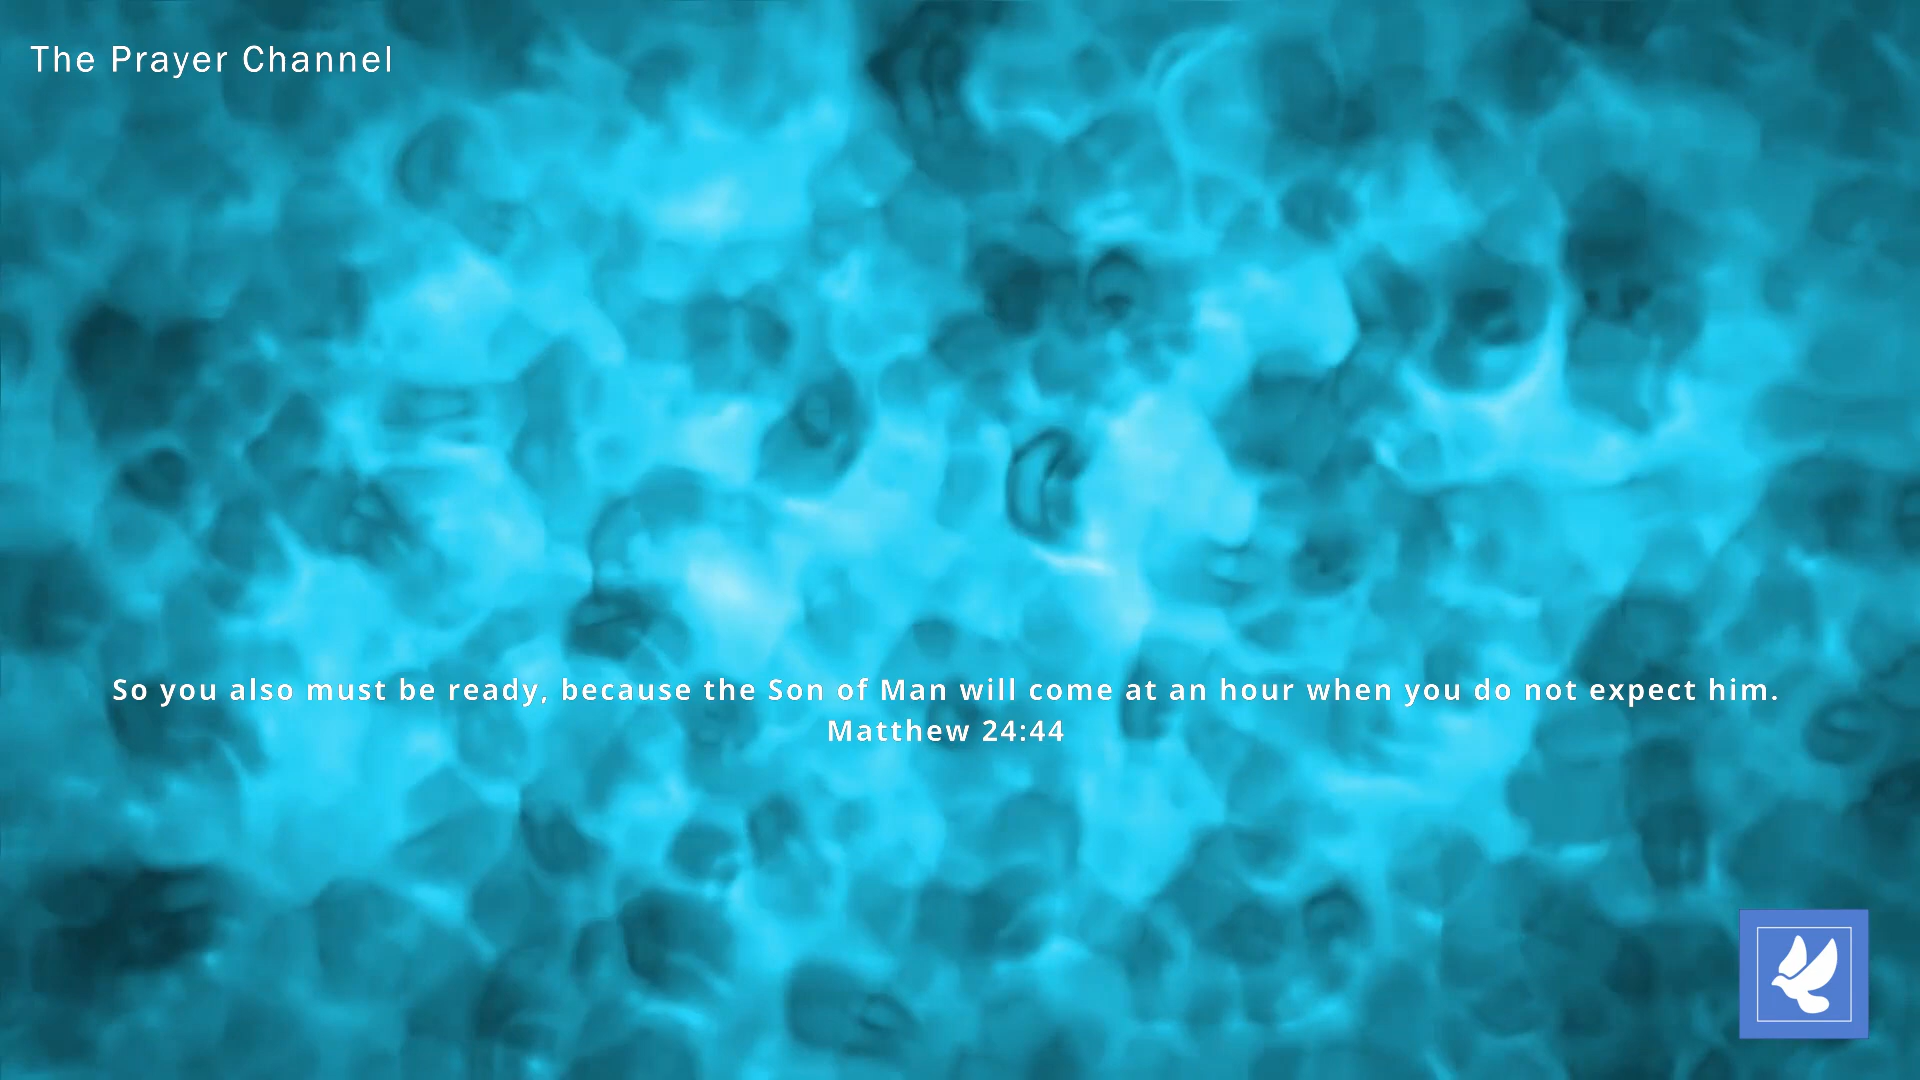 The Prayer Channel
So you also must be ready, because the Son of Man will come at an hour when you do not expect him.
Matthew 24:44